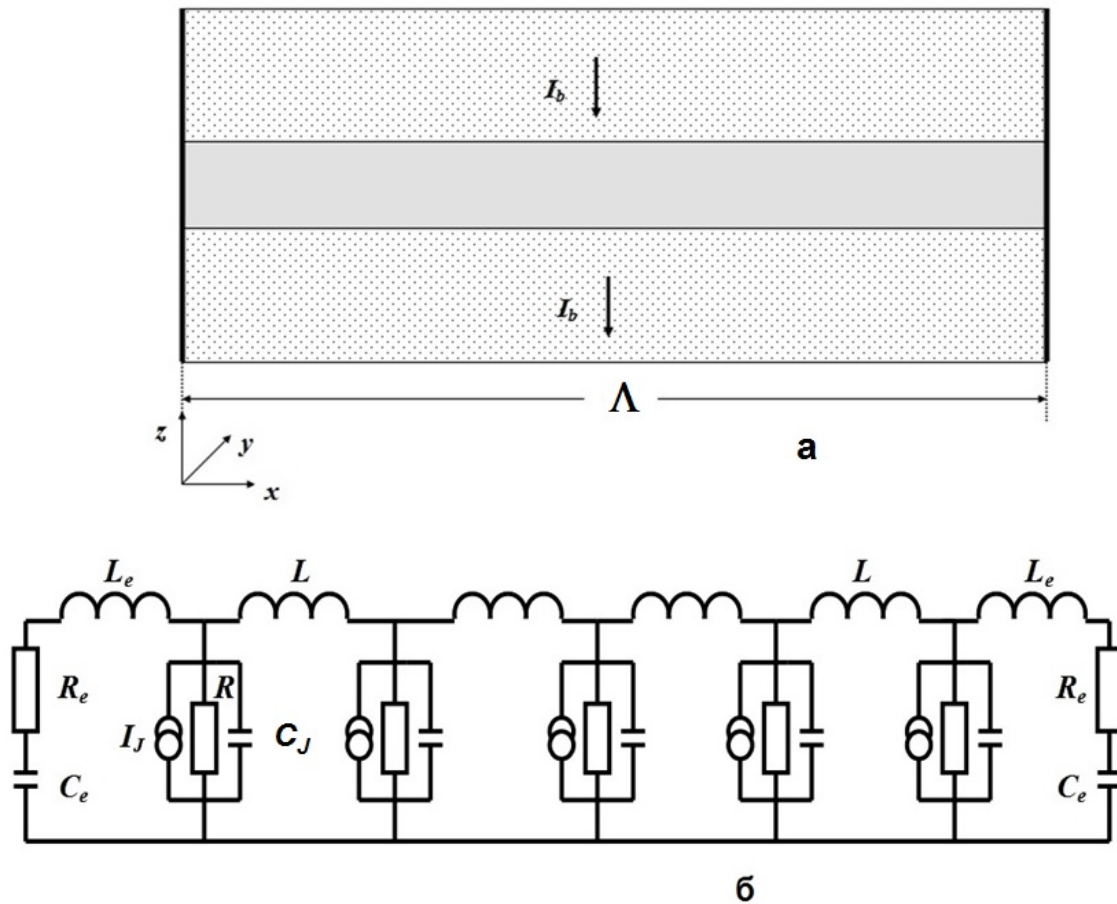 I_b
I_b
Λ
a
z
y
x
L_e L L L_e
R_e R R_e
I_J C_J
C_e C_e
б